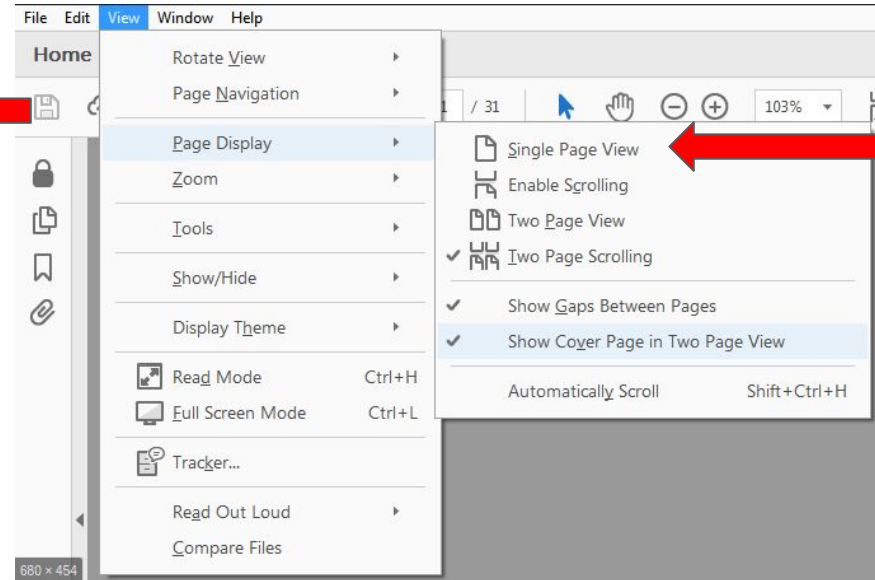 File Edit View Window Help
Home
Rotate View
Page Navigation
1 / 31 103%
Page Display
Single Page View
Zoom
Enable Scrolling
Tools
Two Page View
Two Page Scrolling
Show/Hide
Show Gaps Between Pages
Display Theme
Show Cover Page in Two Page View
Read Mode Ctrl+H
Automatically Scroll Shift+Ctrl+H
Full Screen Mode Ctrl+L
Tracker...
Read Out Loud
Compare Files
680 × 454